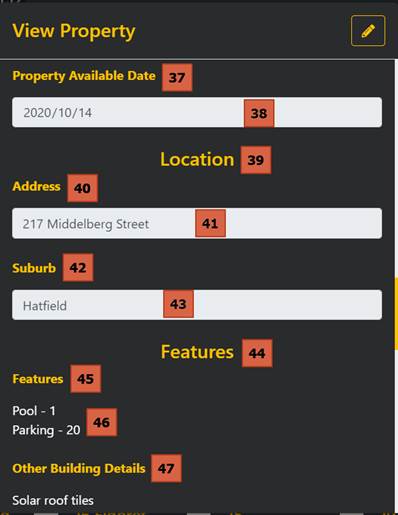 View Property
Property Available Date 37
2020/10/14 38
Location 39
Address 40
217 Middelberg Street 41
Suburb 42
Hatfield 43
Features 44
Features 45
Pool - 1
Parking - 20 46
Other Building Details 47
Solar roof tiles